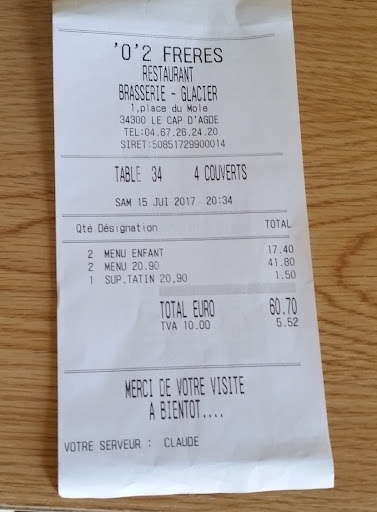 'O'2 FRERES
RESTAURANT
BRASSERIE - GLACIER
1,place du Mole
34300 LE CAP D'AGDE
TEL:04.67.26.24.20
SIRET:50851729900014
TABLE 34 4 COUVERTS
SAM 15 JUI 2017 20:34
Qté Désignation TOTAL
2 MENU ENFANT 17.40
2 MENU 20.90 41.80
1 SUP.TATIN 20,90 1.50
TOTAL EURO 60.70
TVA 10.00 5.52
MERCI DE VOTRE VISITE
A BIENTOT....
VOTRE SERVEUR : CLAUDE